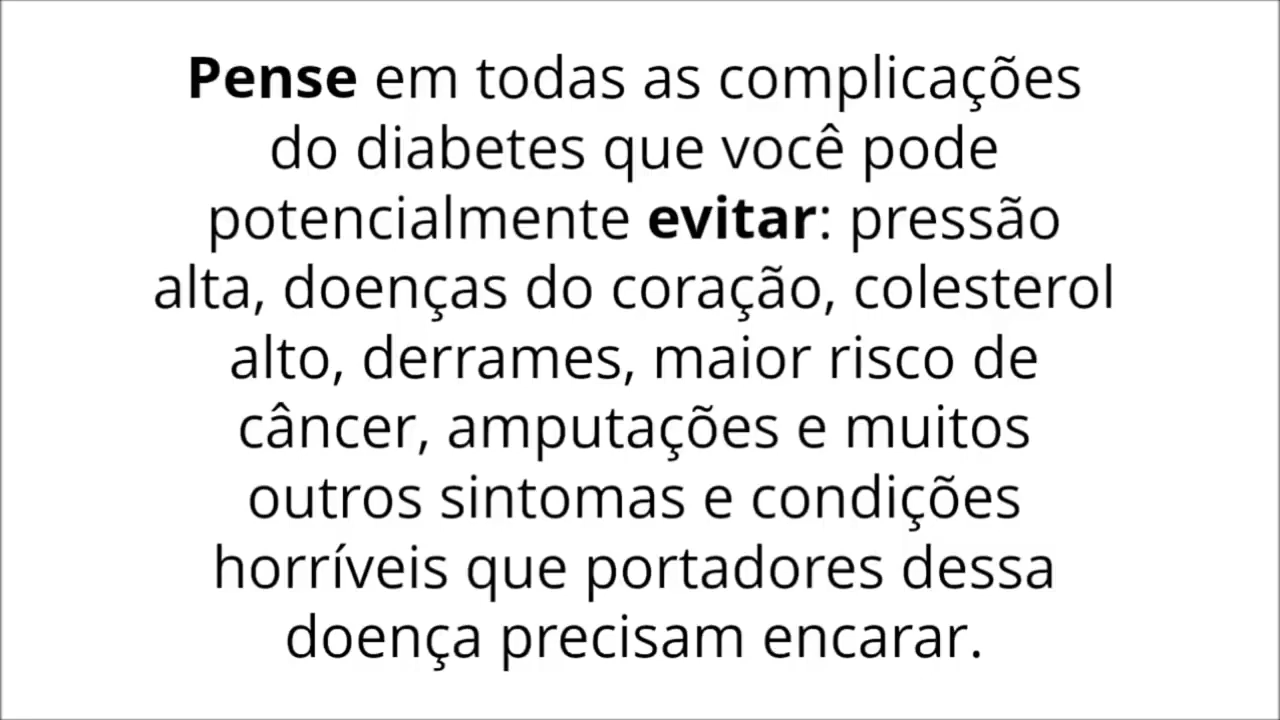 Pense em todas as complicações
do diabetes que você pode
potencialmente evitar: pressão
alta, doenças do coração, colesterol
alto, derrames, maior risco de
câncer, amputações e muitos
outros sintomas e condições
horríveis que portadores dessa
doença precisam encarar.